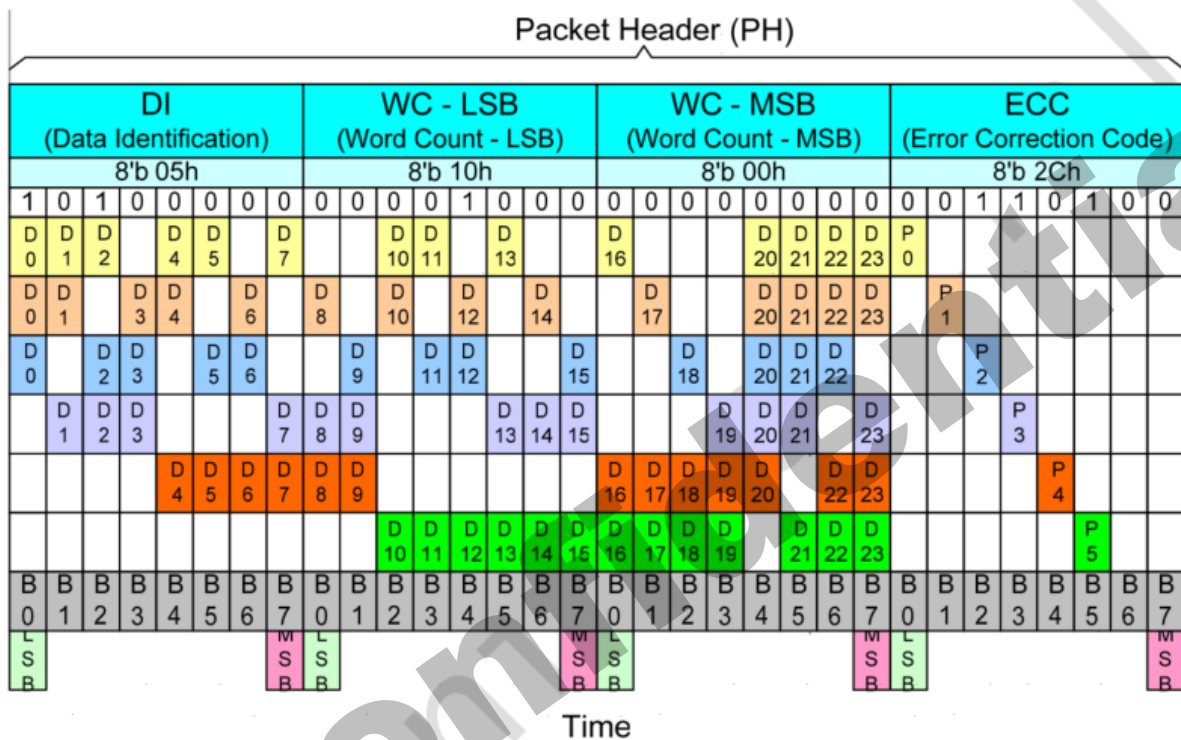 Packet Header (PH)
DI WC - LSB WC - MSB ECC
(Data Identification) (Word Count - LSB) (Word Count - MSB) (Error Correction Code)
8'b 05h 8'b 10h 8'b 00h 8'b 2Ch
1 0 1 0 0 0 0 0 0 0 0 0 1 0 0 0 0 0 0 0 0 0 0 0 0 0 1 1 0 1 0 0
D0 D1 D2 D4 D5 D7 D10 D11 D13 D16 D20 D21 D22 D23 P0
D0 D1 D3 D4 D6 D8 D10 D12 D14 D17 D20 D21 D22 D23 P1
D0 D2 D3 D5 D6 D9 D11 D12 D15 D18 D20 D21 D22 P2
D1 D2 D3 D7 D8 D9 D13 D14 D15 D19 D20 D21 D23 P3
D4 D5 D6 D7 D8 D9 D16 D17 D18 D19 D20 D22 D23 P4
D10 D11 D12 D13 D14 D15 D16 D17 D18 D19 D21 D22 D23 P5
B0 B1 B2 B3 B4 B5 B6 B7 B0 B1 B2 B3 B4 B5 B6 B7 B0 B1 B2 B3 B4 B5 B6 B7 B0 B1 B2 B3 B4 B5 B6 B7
LSB MSB LSB MSB LSB MSB LSB MSB
Time